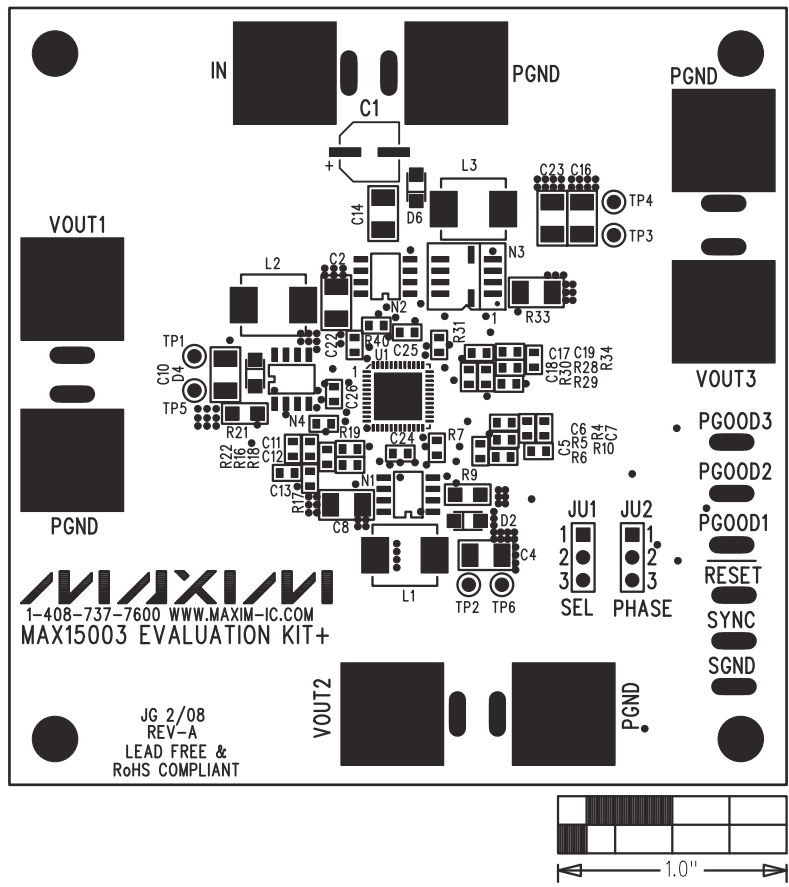 IN
PGND
PGND
C1
+
L3
C23 C16
TP4
TP3
C14
D6
VOUT1
L2
C2
N3
N2
1
R33
TP1
C10
D4
TP5
C22
R40
U1
1
C25
R31
C17 C19
C18
R30
R28
R29
R34
VOUT3
C26
R21
N4
R19
C24
R7
C6
R5
R6
C5
R4
C7
R10
PGOOD3
R22
R16
R18
C11
C12
C13
R17
N1
R9
PGOOD2
PGND
C8
D2
C4
JU1
JU2
PGOOD1
1
2
3
1
2
3
L1
TP2 TP6
SEL
PHASE
RESET
SYNC
SGND
MAXIM
1-408-737-7600 WWW.MAXIM-IC.COM
MAX15003 EVALUATION KIT+
VOUT2
PGND
JG 2/08
REV-A
LEAD FREE &
RoHS COMPLIANT
1.0"